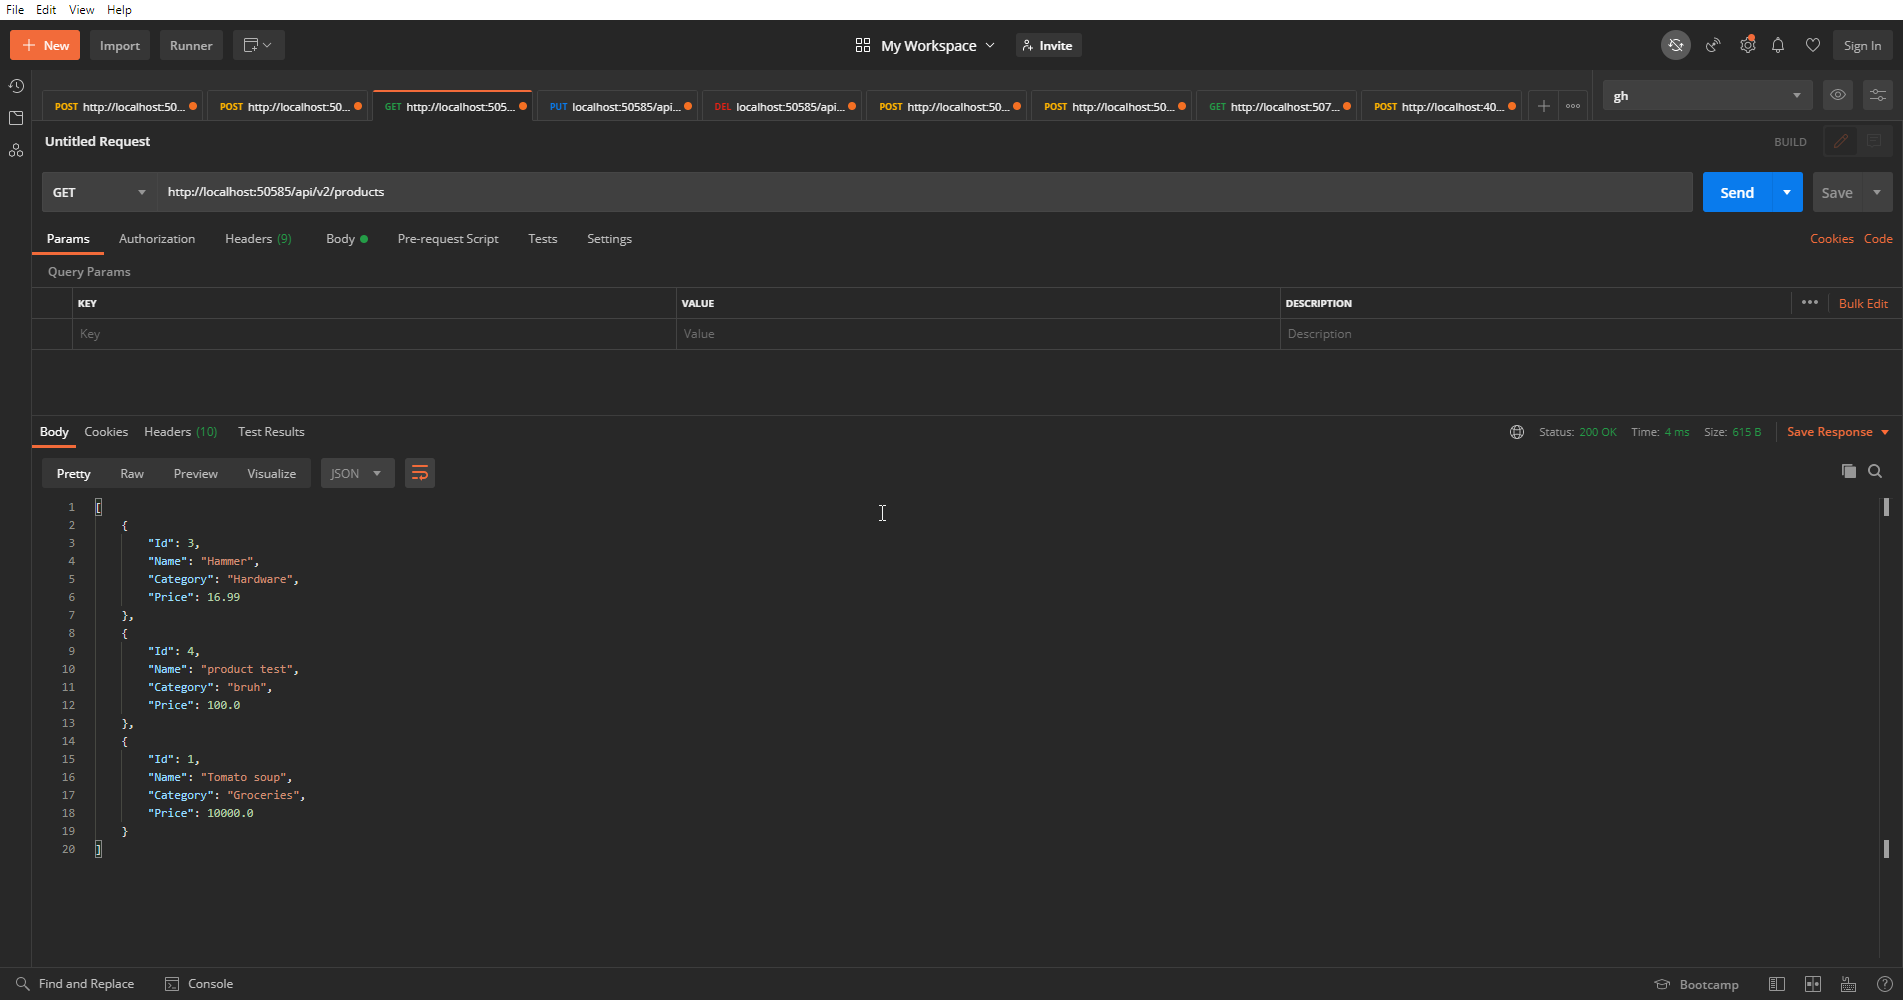 File Edit View Help
New Import Runner My Workspace Invite Sign In
POST http://localhost:50... POST http://localhost:50... GET http://localhost:505... PUT localhost:50585/api... DEL localhost:50585/api... POST http://localhost:50... POST http://localhost:50... GET http://localhost:507... POST http://localhost:40... gh
Untitled Request BUILD
GET http://localhost:50585/api/v2/products Send Save
Params Authorization Headers (9) Body Pre-request Script Tests Settings Cookies Code
Query Params
KEY VALUE DESCRIPTION Bulk Edit
Key Value Description
Body Cookies Headers (10) Test Results Status: 200 OK Time: 4 ms Size: 615 B Save Response
Pretty Raw Preview Visualize JSON
1 [
2 {
3 "Id": 3,
4 "Name": "Hammer",
5 "Category": "Hardware",
6 "Price": 16.99
7 },
8 {
9 "Id": 4,
10 "Name": "product test",
11 "Category": "bruh",
12 "Price": 100.0
13 },
14 {
15 "Id": 1,
16 "Name": "Tomato soup",
17 "Category": "Groceries",
18 "Price": 10000.0
19 }
20 ]
Find and Replace Console Bootcamp